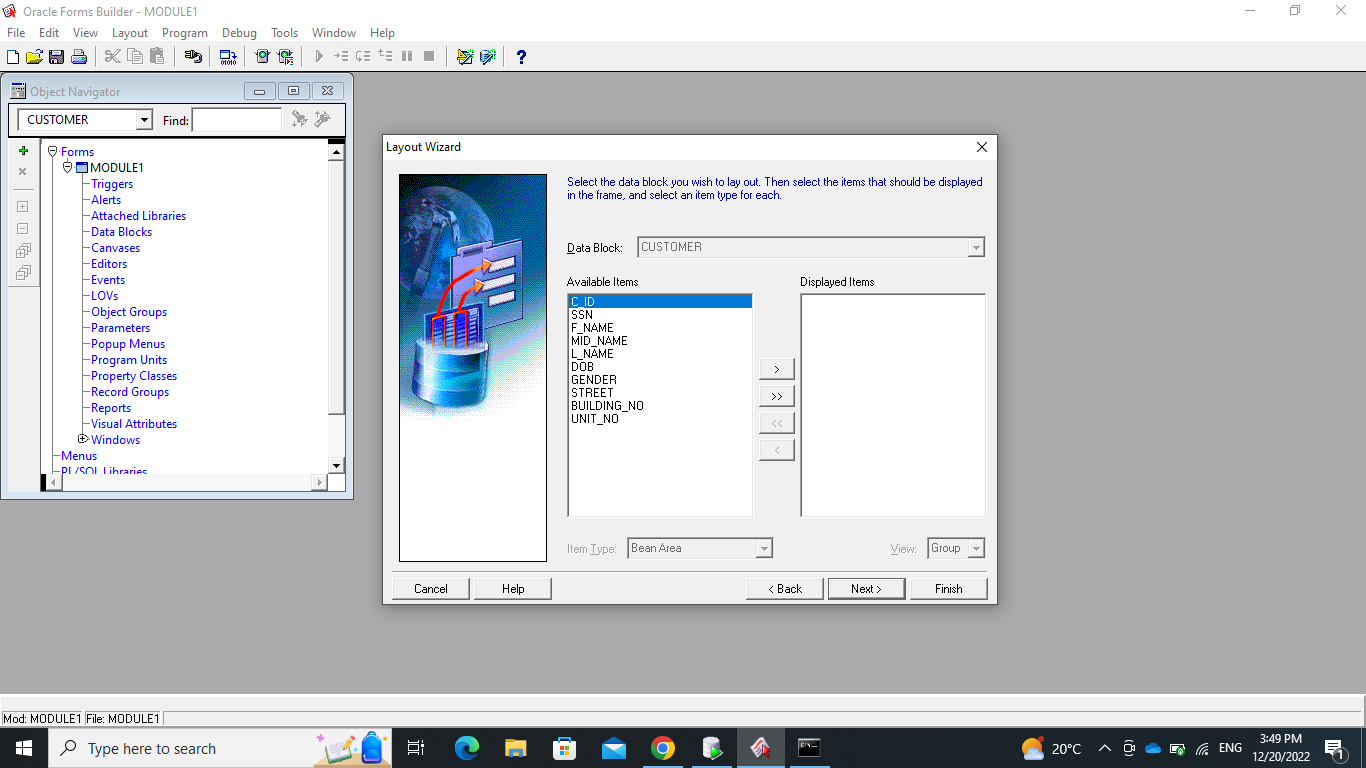 Oracle Forms Builder - MODULE1
File Edit View Layout Program Debug Tools Window Help
Object Navigator
CUSTOMER Find:
Forms
MODULE1
Triggers
Alerts
Attached Libraries
Data Blocks
Canvases
Editors
Events
LOVs
Object Groups
Parameters
Popup Menus
Program Units
Property Classes
Record Groups
Reports
Visual Attributes
Windows
Menus
PL/SQL Libraries
Layout Wizard
Select the data block you wish to lay out. Then select the items that should be displayed
in the frame, and select an item type for each.
Data Block: CUSTOMER
Available Items Displayed Items
C_ID
SSN
F_NAME
MID_NAME
L_NAME
DOB
GENDER
STREET
BUILDING_NO
UNIT_NO
>
>>
<<
<
Item Type: Bean Area View: Group
Cancel Help < Back Next > Finish
Mod: MODULE1 File: MODULE1
Type here to search
20°C ENG 3:49 PM
12/20/2022
1